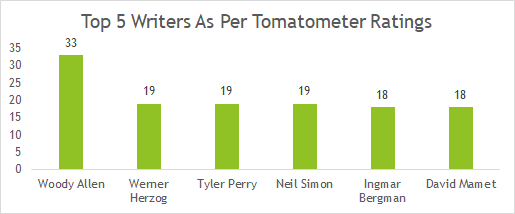 Top 5 Writers As Per Tomatometer Ratings
35
30
25
20
15
10
5
0
33
19
19
19
18
18
Woody Allen
Werner
Herzog
Tyler Perry
Neil Simon
Ingmar
Bergman
David Mamet